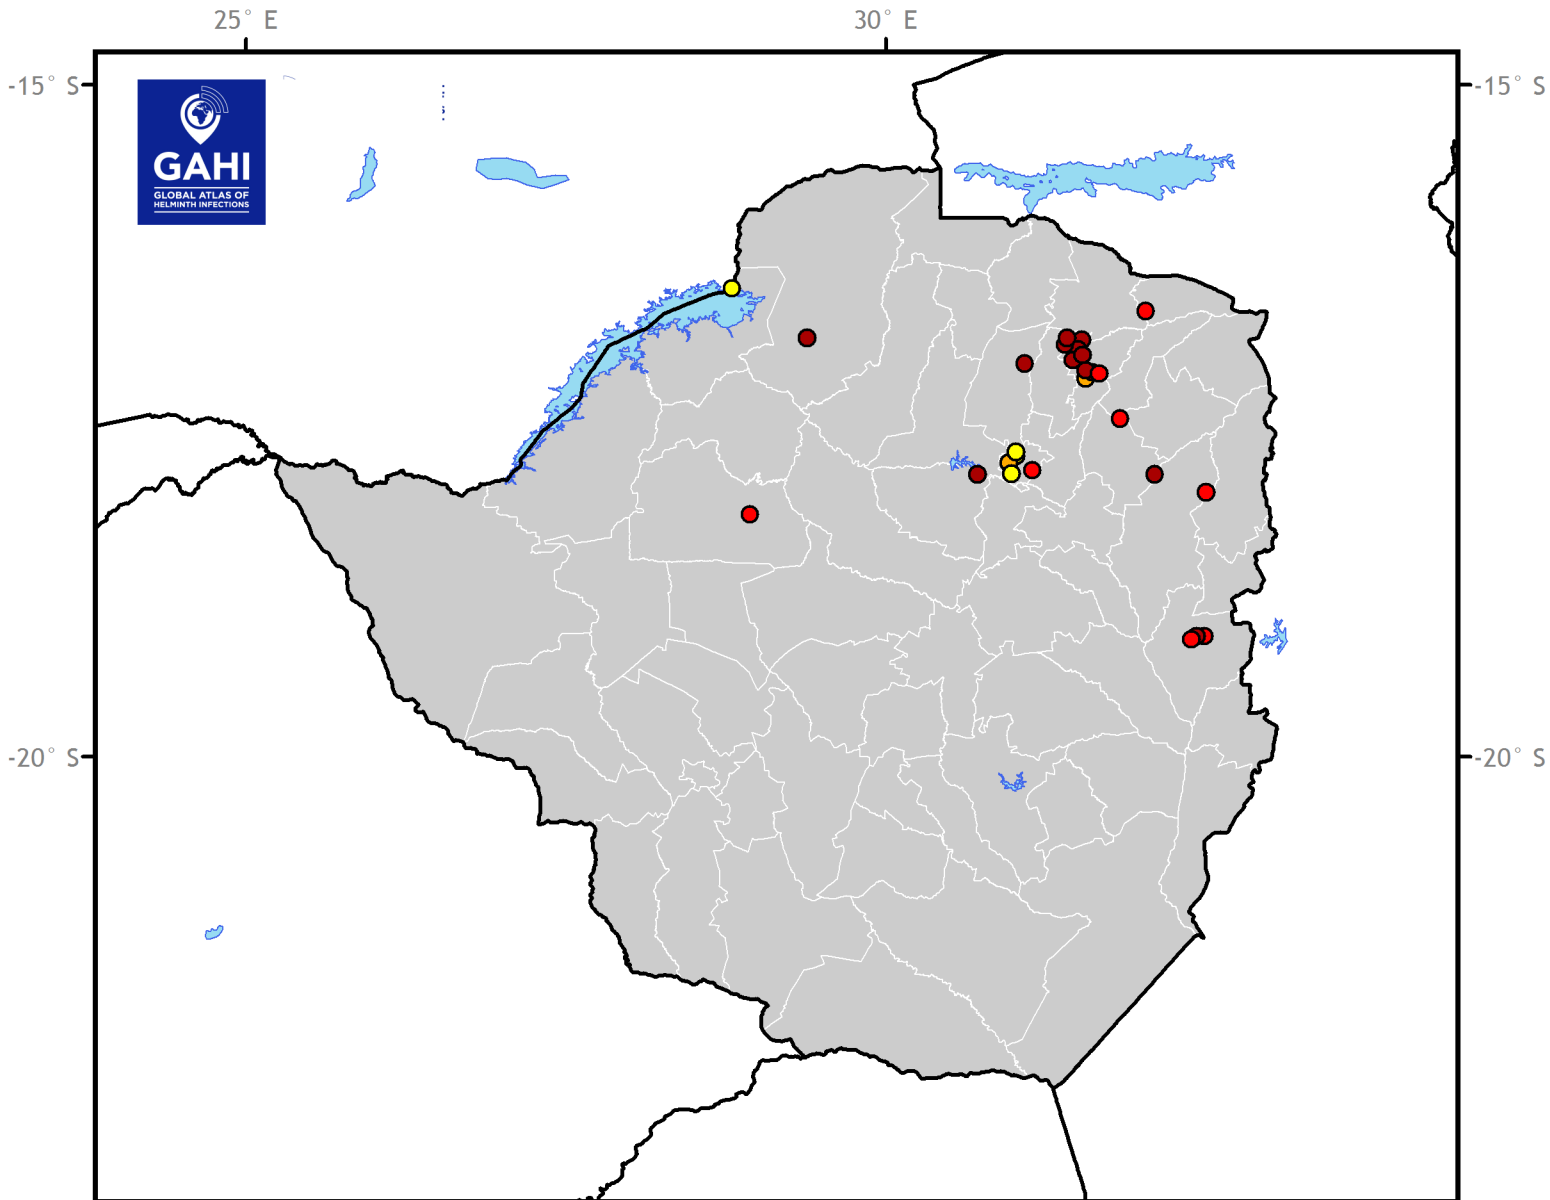 25° E
30° E
-15° S
-15° S
GAHI
GLOBAL ATLAS OF
HELMINTH INFECTIONS
-20° S
-20° S